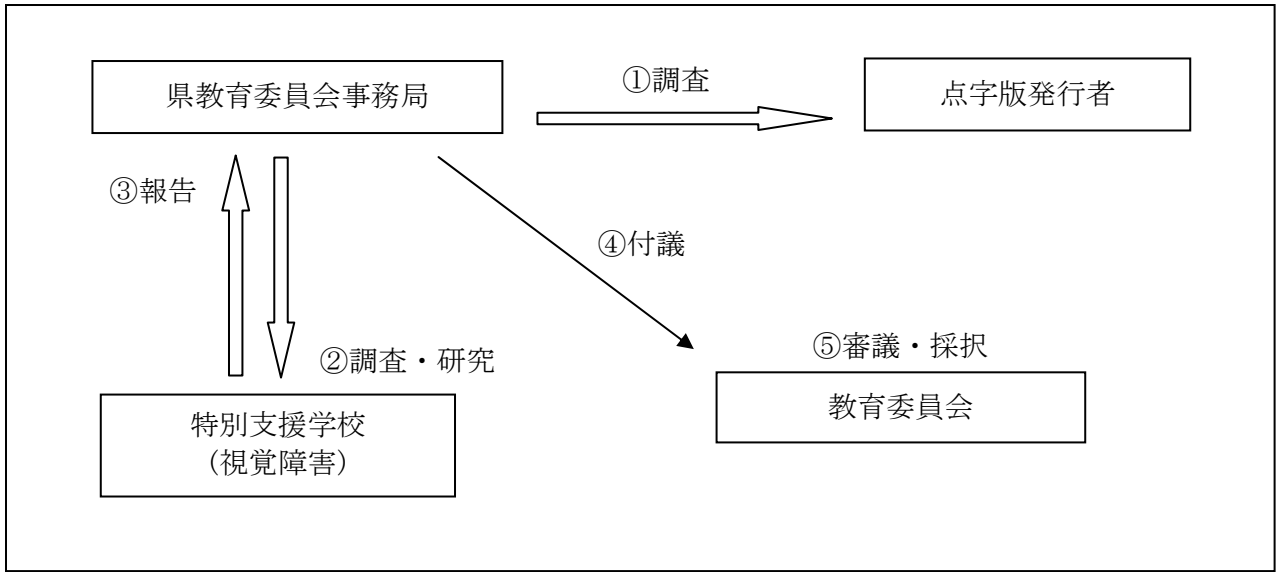 県教育委員会事務局
①調査
点字版発行者
③報告
④付議
②調査・研究
⑤審議・採択
特別支援学校
（視覚障害）
教育委員会